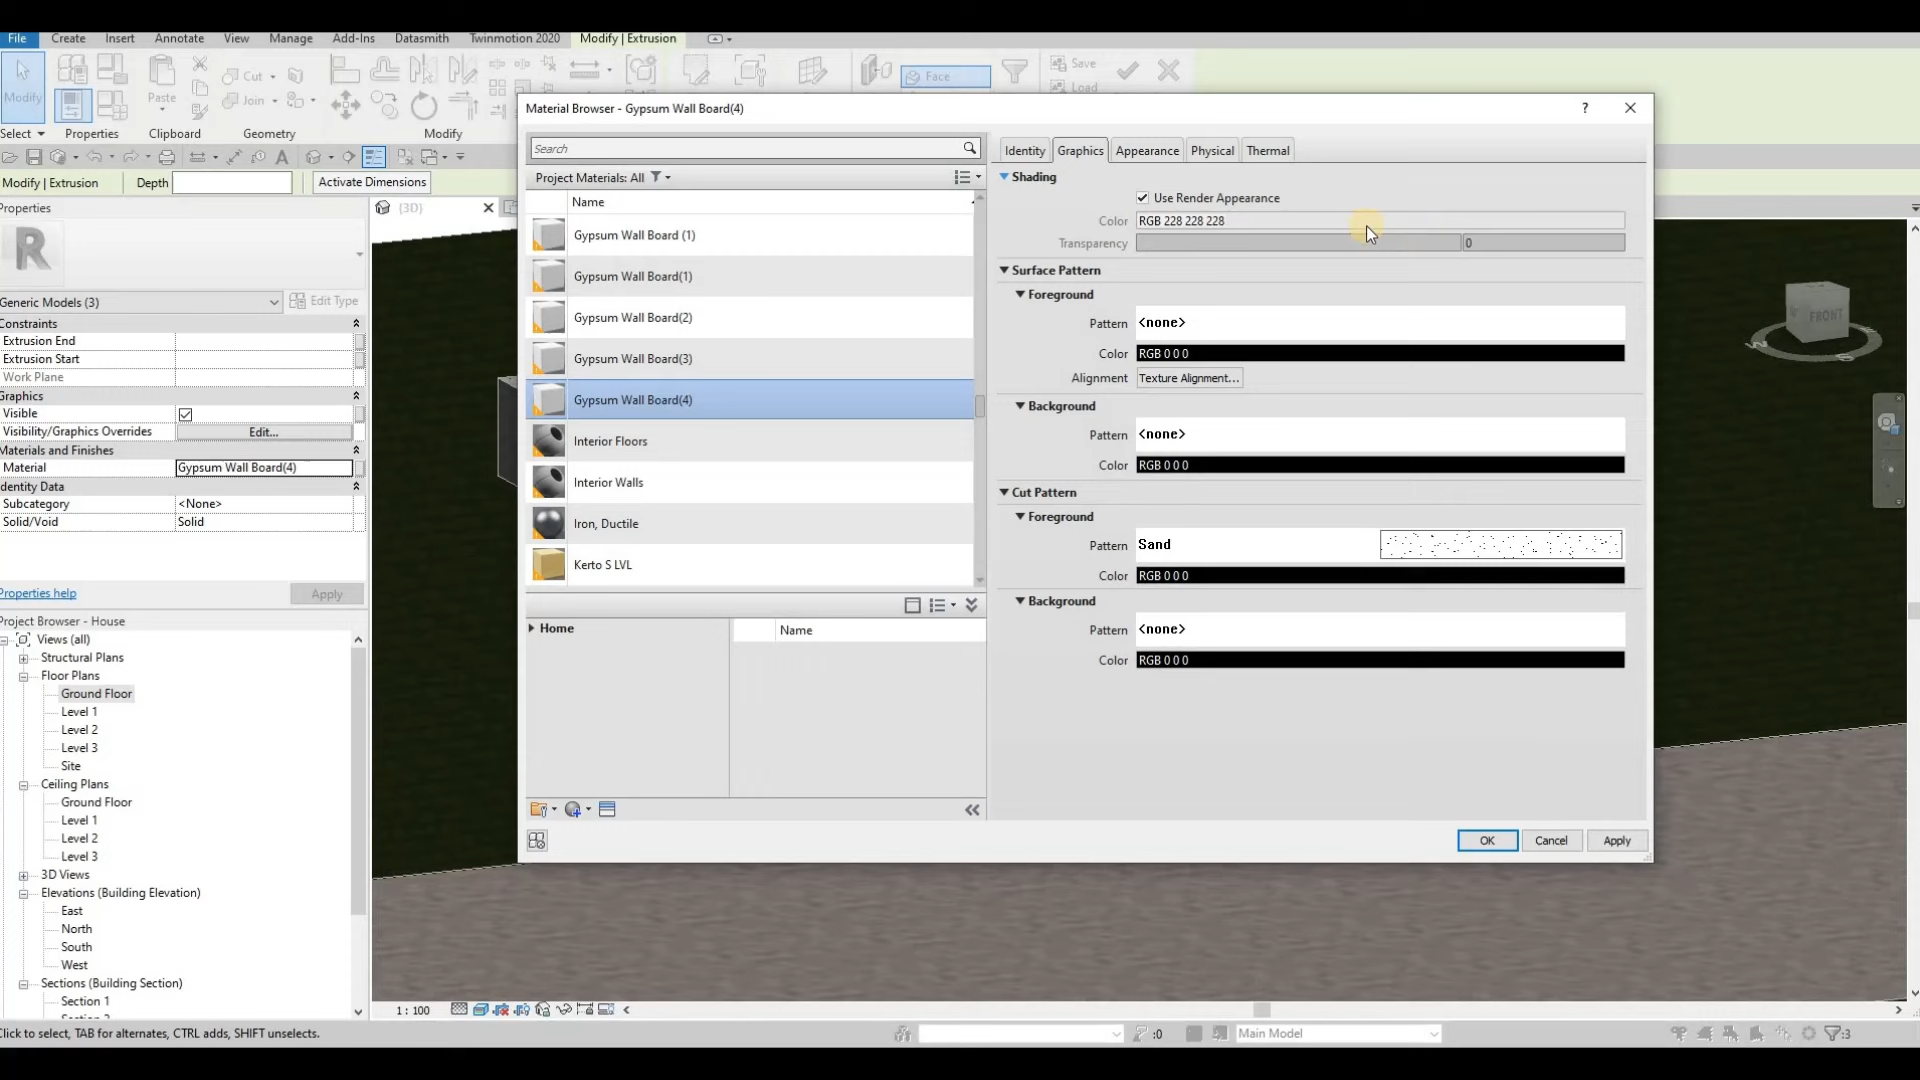 File Create Insert Annotate View Manage Add-Ins Datasmith Twinmotion 2020 Modify | Extrusion
Modify
Paste
Cut
Join
Face
Save
Load
Select Properties Clipboard Geometry Modify
Modify | Extrusion Depth Activate Dimensions
Properties
{3D}
R
Generic Models (3) Edit Type
Constraints
Extrusion End
Extrusion Start
Work Plane
Graphics
Visible
Visibility/Graphics Overrides Edit...
Materials and Finishes
Material Gypsum Wall Board(4)
Identity Data
Subcategory <None>
Solid/Void Solid
Properties help Apply
Project Browser - House
Views (all)
Structural Plans
Floor Plans
Ground Floor
Level 1
Level 2
Level 3
Site
Ceiling Plans
Ground Floor
Level 1
Level 2
Level 3
3D Views
Elevations (Building Elevation)
East
North
South
West
Sections (Building Section)
Section 1
Material Browser - Gypsum Wall Board(4)
?
Search
Project Materials: All
Name
Gypsum Wall Board (1)
Gypsum Wall Board(1)
Gypsum Wall Board(2)
Gypsum Wall Board(3)
Gypsum Wall Board(4)
Interior Floors
Interior Walls
Iron, Ductile
Kerto S LVL
Home
Name
Identity Graphics Appearance Physical Thermal
Shading
Use Render Appearance
Color RGB 228 228 228
Transparency 0
Surface Pattern
Foreground
Pattern <none>
Color RGB 0 0 0
Alignment Texture Alignment...
Background
Pattern <none>
Color RGB 0 0 0
Cut Pattern
Foreground
Pattern Sand
Color RGB 0 0 0
Background
Pattern <none>
Color RGB 0 0 0
OK Cancel Apply
FRONT
1 : 100
Click to select, TAB for alternates, CTRL adds, SHIFT unselects.
:0
Main Model
:3